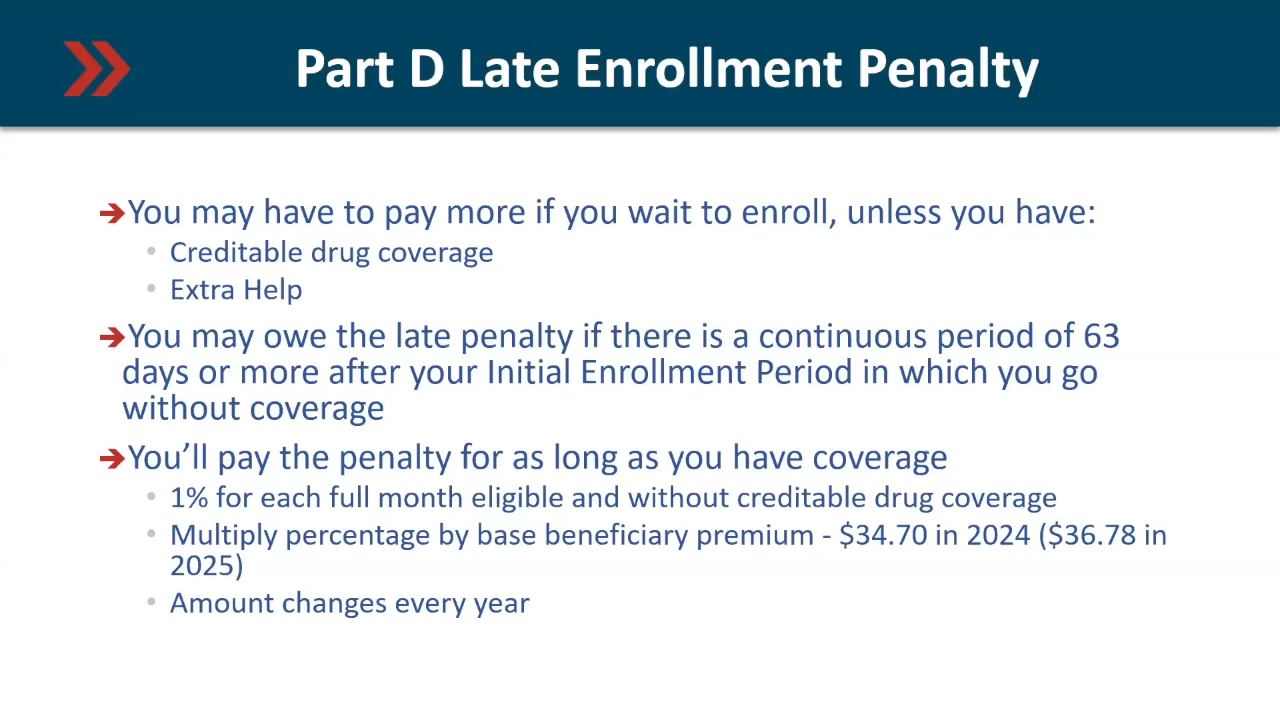 Part D Late Enrollment Penalty
➔You may have to pay more if you wait to enroll, unless you have:
• Creditable drug coverage
• Extra Help
➔You may owe the late penalty if there is a continuous period of 63
days or more after your Initial Enrollment Period in which you go
without coverage
➔You’ll pay the penalty for as long as you have coverage
• 1% for each full month eligible and without creditable drug coverage
• Multiply percentage by base beneficiary premium - $34.70 in 2024 ($36.78 in
2025)
• Amount changes every year